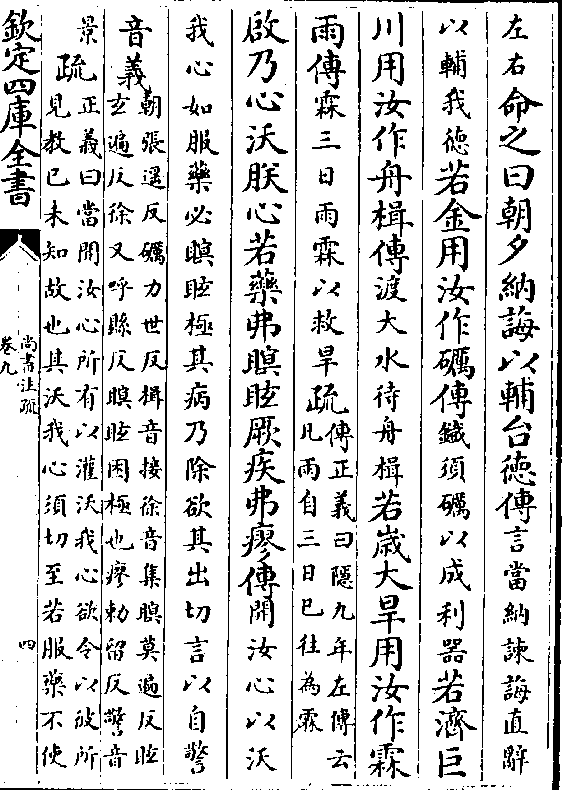 左右命之曰朝夕納誨以輔台德傳言當納諫誨直辭
以輔我德若金用汝作礪傳鐵須礪以成利器若濟巨
川用汝作舟楫傳渡大水待舟楫若歲大旱用汝作霖
雨傳霖三日雨霖以救旱疏傳正義曰隱九年左傳云
凡雨自三日已往為霖
啟乃心沃朕心若藥弗瞑眩厥疾弗瘳傳開汝心以沃
我心如服藥必瞑眩極其病乃除欲其出切言以自警
音義朝張遥反礪力世反楫音接徐音集瞑莫遍反眩
玄遍反徐又呼縣反瞑眩困極也瘳勅留反警音
景疏正義曰當開汝心所有以灌沃我心欲令以彼所
見教己未知故也其沃我心須切至若服藥不使
欽定四庫全書
尚書注疏
卷九
四